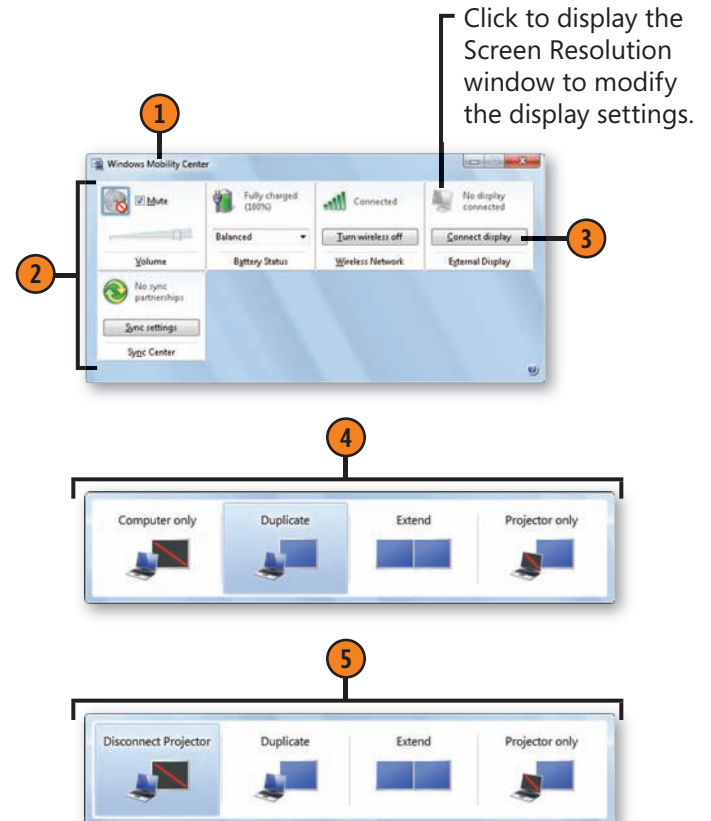 Click to display the
Screen Resolution
window to modify
the display settings.
1
Windows Mobility Center
Mute
Fully charged
(100%)
Connected
No display
connected
Balanced
Turn wireless off
Connect display
3
Volume
Battery Status
Wireless Network
External Display
2
No sync
partnerships
Sync settings
Sync Center
4
Computer only
Duplicate
Extend
Projector only
5
Disconnect Projector
Duplicate
Extend
Projector only